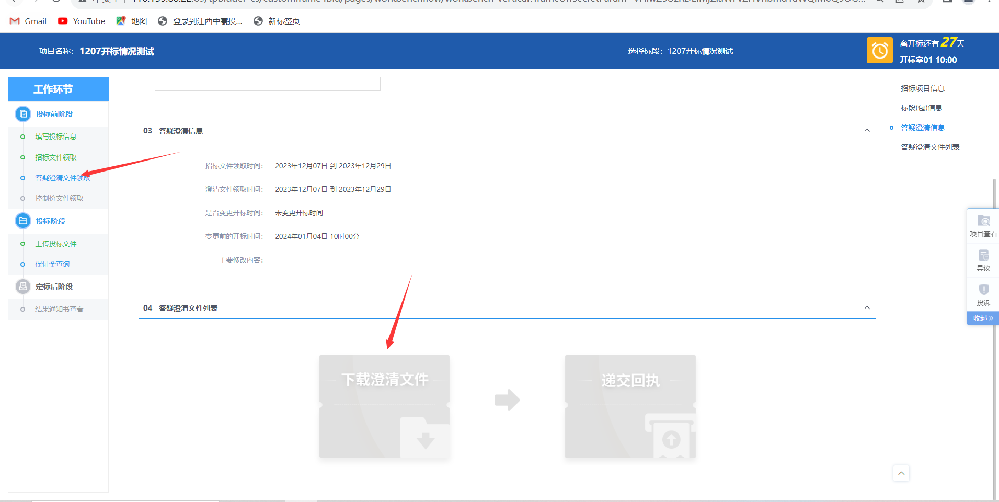 Gmail
YouTube
地图
登录到江西中寰投...
新标签页
项目名称： 1207开标情况测试
选择标段：1207开标情况测试
离开标还有27天
开标室01 10:00
工作环节
投标前阶段
填写投标信息
招标文件领取
答疑澄清文件领取
控制价文件领取
投标阶段
上传投标文件
保证金查询
定标后阶段
结果通知书查看
03 答疑澄清信息
招标文件领取时间： 2023年12月07日 到 2023年12月29日
澄清文件领取时间： 2023年12月07日 到 2023年12月29日
是否变更开标时间： 未变更开标时间
变更前的开标时间： 2024年01月04日 10时00分
主要修改内容：
04 答疑澄清文件列表
下载澄清文件
递交回执
招标项目信息
标段(包)信息
答疑澄清信息
答疑澄清文件列表
项目查看
异议
投诉
收起 »